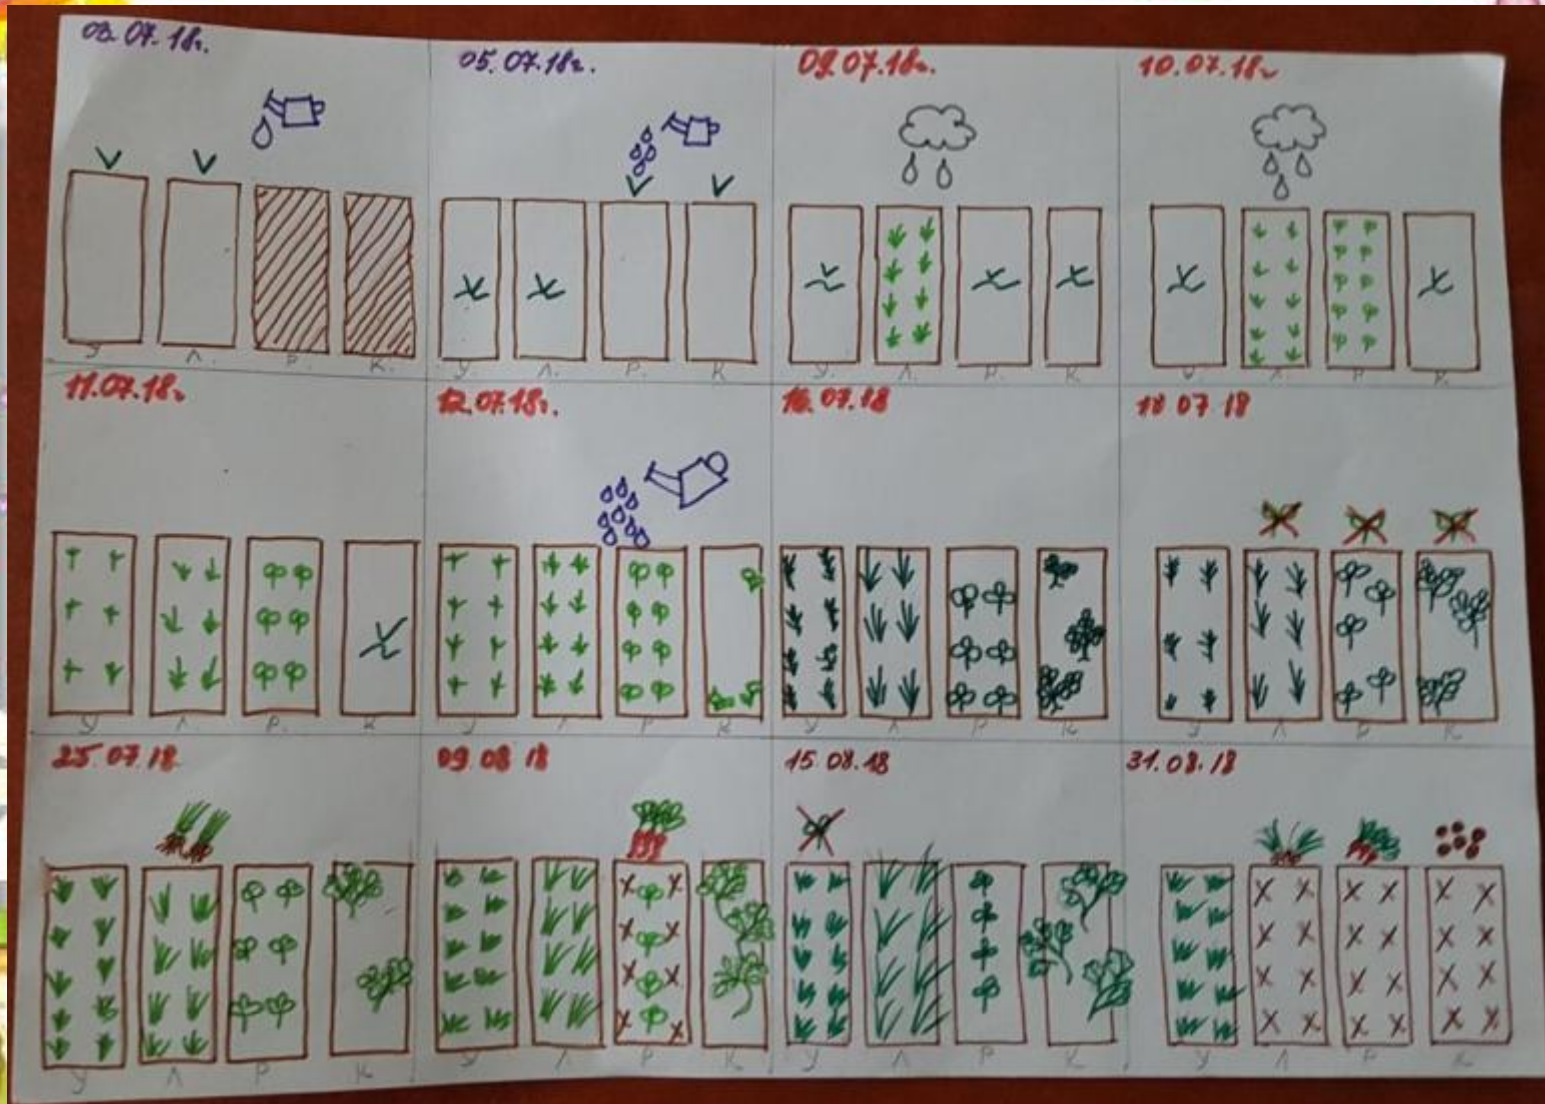 03.07.18г.
У Л. Р. К.
05.07.18г.
У Л. Р. К
09.07.18г.
У. Л. Р. К.
10.07.18г
У. Л. Р К.
11.07.18г
У Л. Р. К
12.07.18г.
У Л Р К
16.07.18
У Л Р К
18 07 18
У Л Р К
25 07 18
У Л Р К
09 08 18
У Л Р К
15.08.18
У Л Р. К
31.08.18
У Л Р К